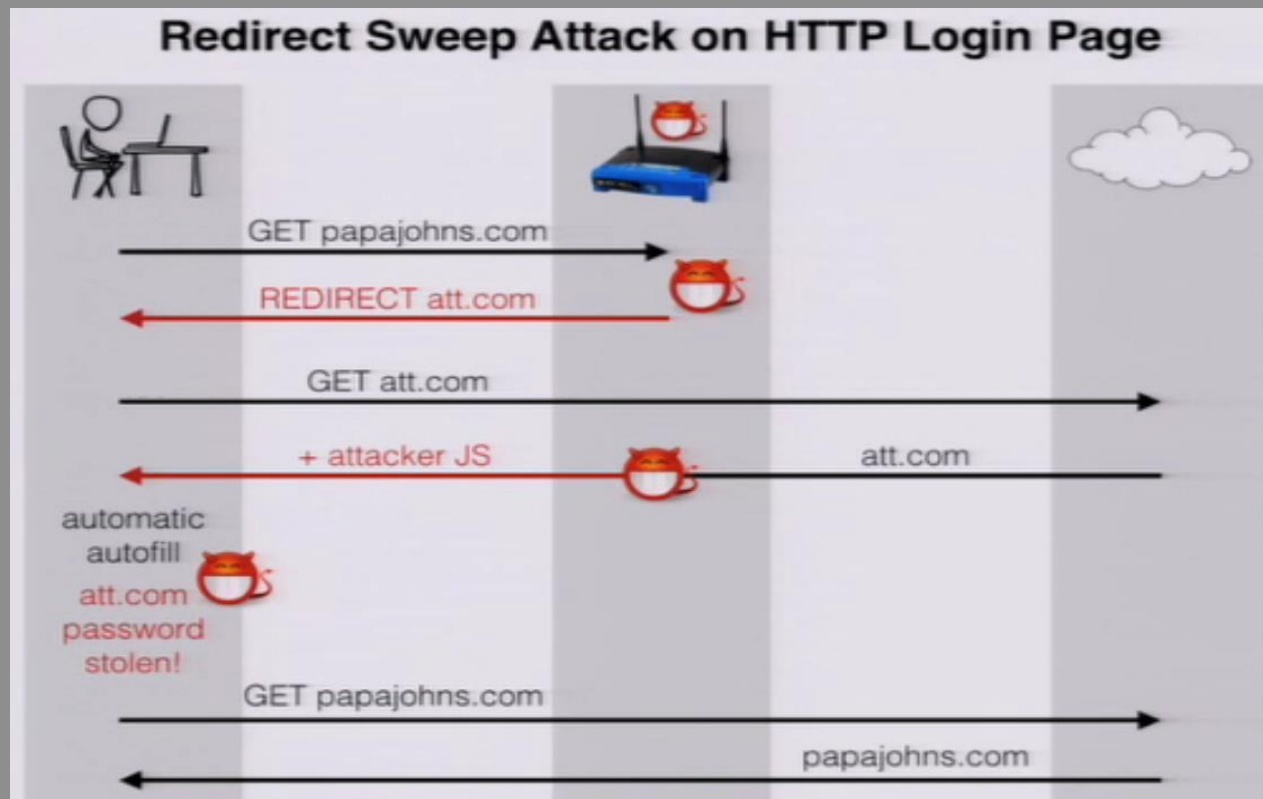 Redirect Sweep Attack on HTTP Login Page
GET papajohns.com
REDIRECT att.com
GET att.com
+ attacker JS
att.com
automatic
autofill
att.com
password
stolen!
GET papajohns.com
papajohns.com